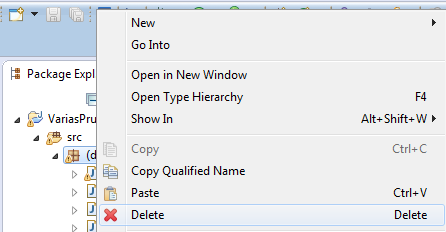 New
Go Into
Package Expl
Open in New Window
Open Type Hierarchy F4
VariasPru
Show In Alt+Shift+W
src
Copy Ctrl+C
(d
Copy Qualified Name
J
Paste Ctrl+V
J
Delete Delete
J